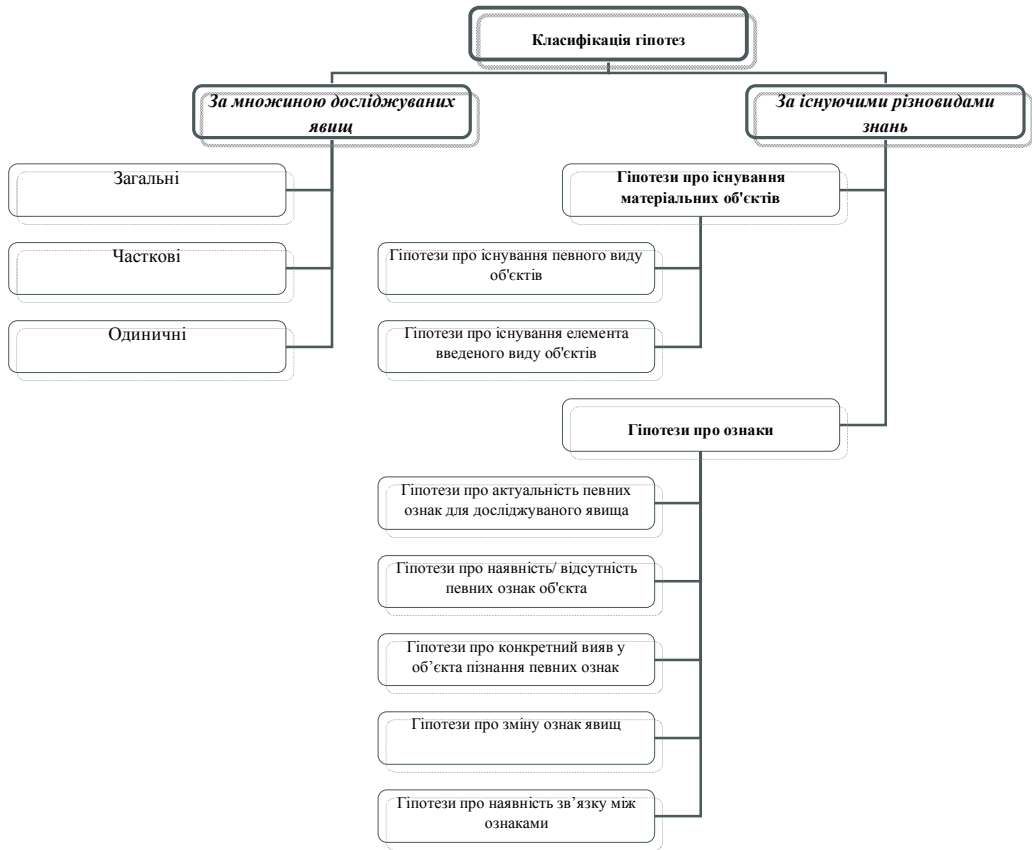 Класифікація гіпотез
За множиною досліджуваних
явищ
Загальні
Часткові
Одиничні
За існуючими різновидами
знань
Гіпотези про існування
матеріальних об'єктів
Гіпотези про існування певного виду
об'єктів
Гіпотези про існування елемента
введеного виду об'єктів
Гіпотези про ознаки
Гіпотези про актуальність певних
ознак для досліджуваного явища
Гіпотези про наявність/ відсутність
певних ознак об'єкта
Гіпотези про конкретний вияв у
об’єкта пізнання певних ознак
Гіпотези про зміну ознак явищ
Гіпотези про наявність зв’язку між
ознаками